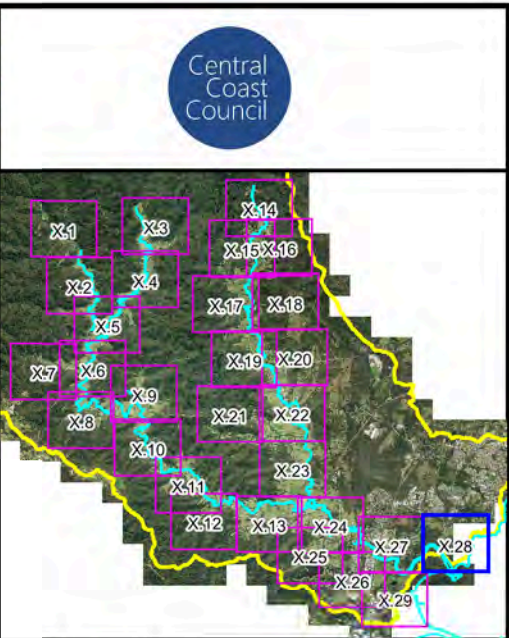 Central
Coast
Council
X.14
X.1
X.3
X.15
X.16
X.2
X.4
X.17
X.18
X.5
X.19
X.20
X.7
X.6
X.9
X.8
X.21
X.22
X.10
X.23
X.11
X.12
X.13
X.24
X.27
X.28
X.25
X.26
X.29